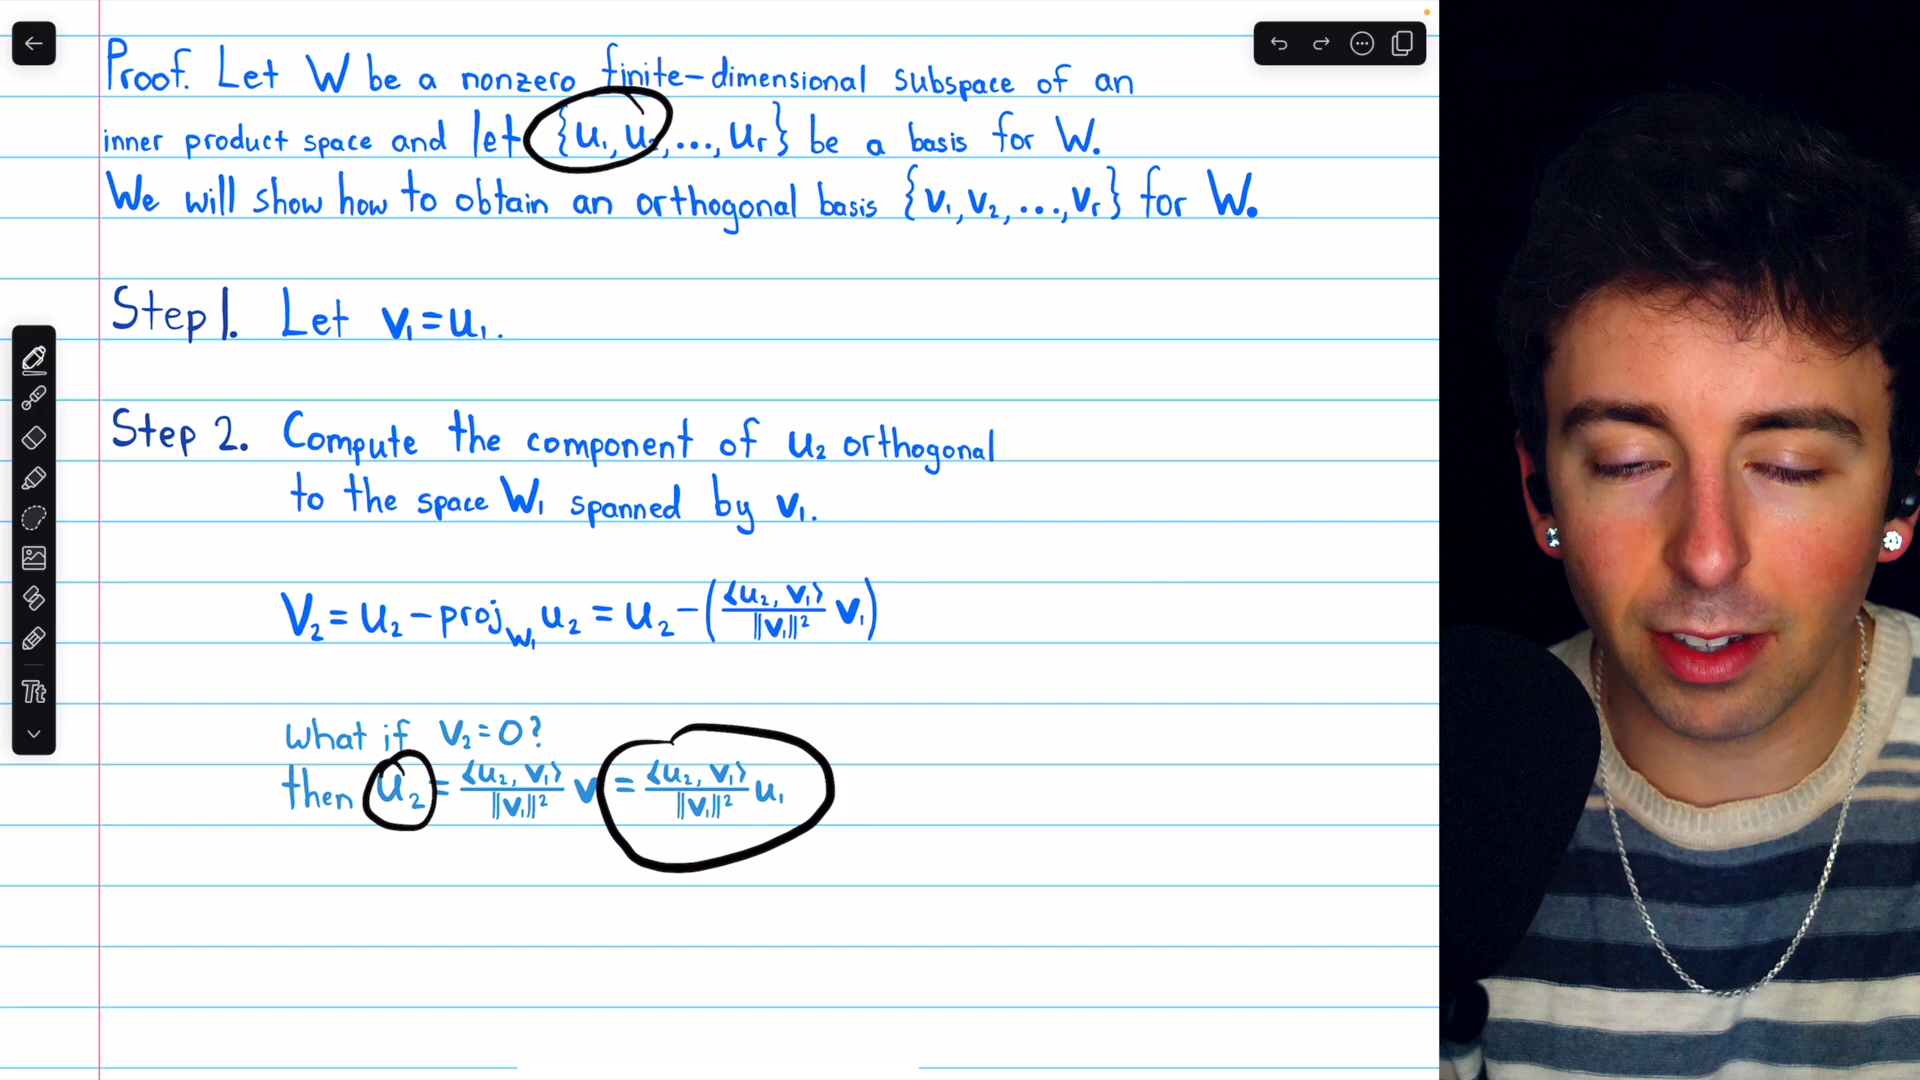 Proof. Let W be a nonzero finite-dimensional subspace of an
inner product space and let {u₁, u₂, ..., uᵣ} be a basis for W.
We will show how to obtain an orthogonal basis {v₁, v₂, ..., vᵣ} for W.
Step 1. Let v₁ = u₁.
Step 2. Compute the component of u₂ orthogonal
to the space W₁ spanned by v₁.
V₂ = u₂ - proj_W₁ u₂ = u₂ - (⟨u₂, v₁⟩/‖v₁‖² v₁)
What if v₂ = 0?
then u₂ = ⟨u₂, v₁⟩/‖v₁‖² v₁ = ⟨u₂, v₁⟩/‖v₁‖² u₁
Tt